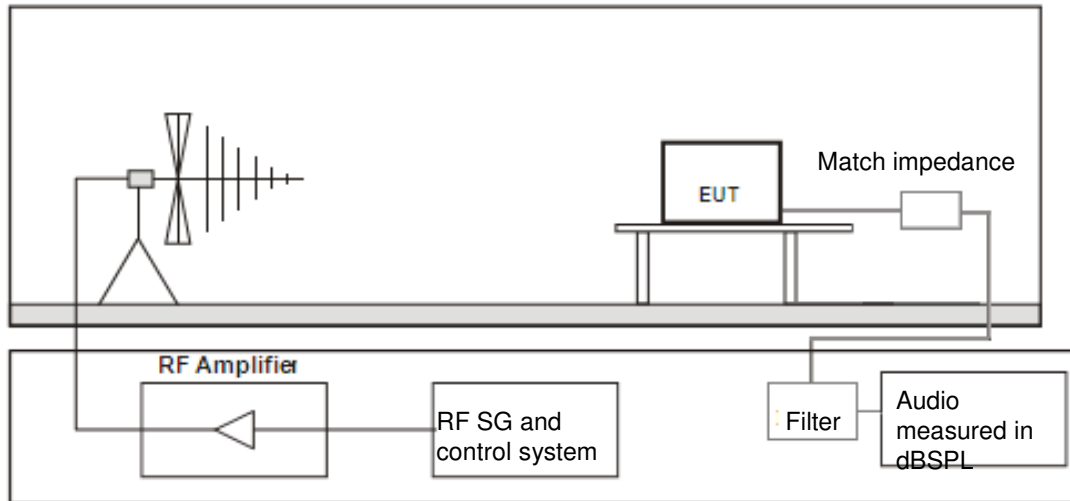 Match impedance
EUT
RF Amplifier
RF SG and
control system
Filter
Audio
measured in
dBSPL